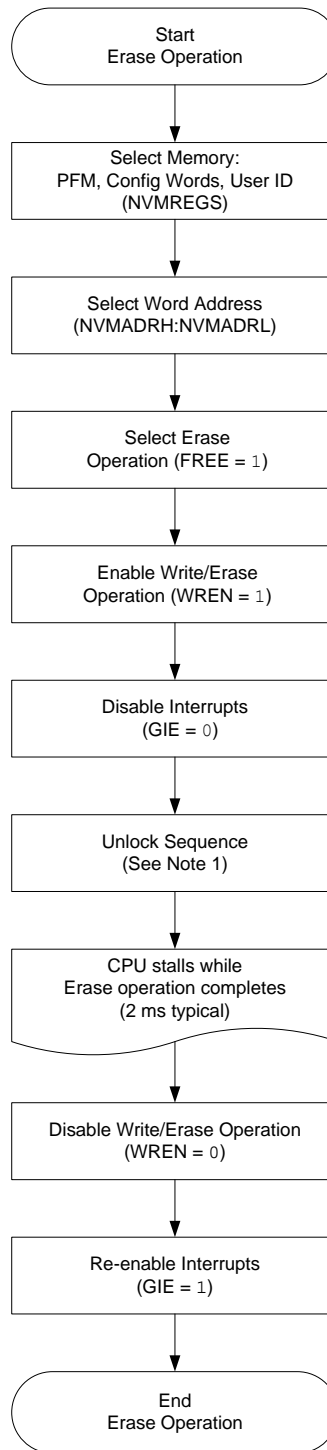 Start
Erase Operation
Select Memory:
PFM, Config Words, User ID
(NVMREGS)
Select Word Address
(NVMADRH:NVMADRL)
Select Erase
Operation (FREE = 1)
Enable Write/Erase
Operation (WREN = 1)
Disable Interrupts
(GIE = 0)
Unlock Sequence
(See Note 1)
CPU stalls while
Erase operation completes
(2 ms typical)
Disable Write/Erase Operation
(WREN = 0)
Re-enable Interrupts
(GIE = 1)
End
Erase Operation